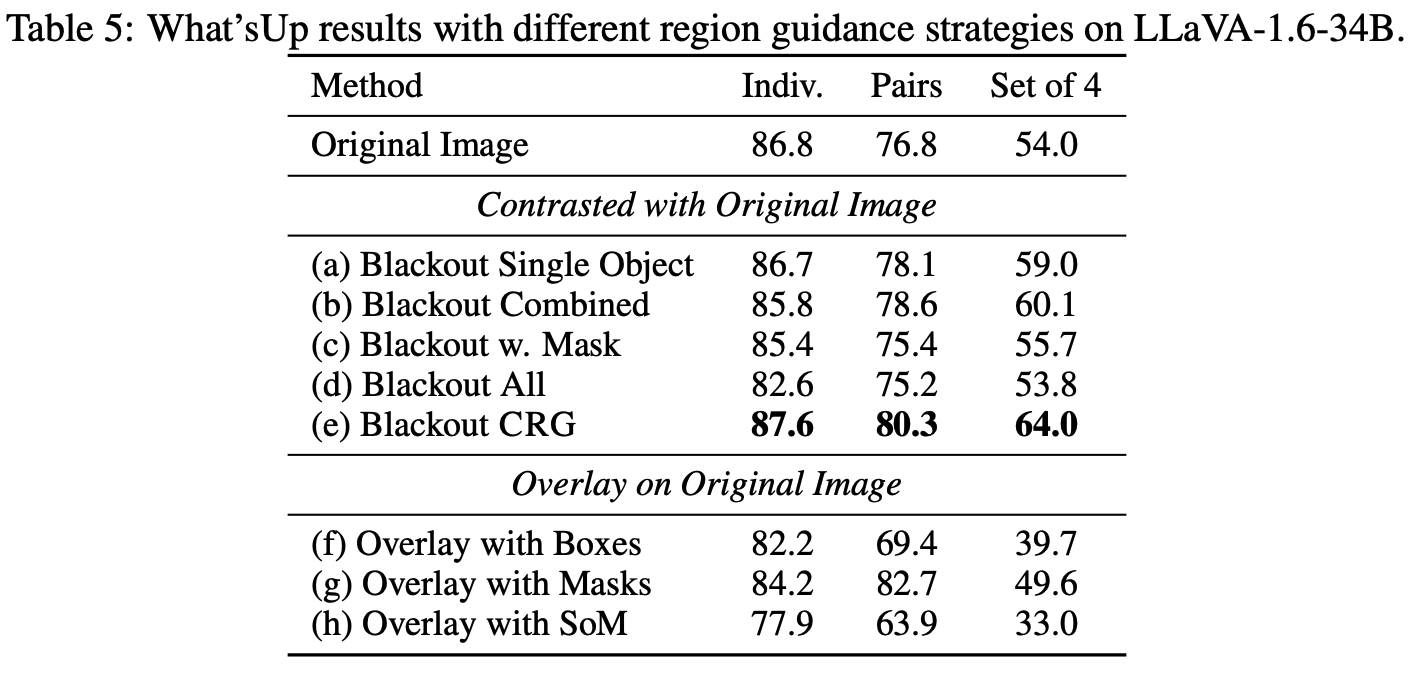 Table 5: What'sUp results with different region guidance strategies on LLaVA-1.6-34B.
Method Indiv. Pairs Set of 4
Original Image 86.8 76.8 54.0
Contrasted with Original Image
(a) Blackout Single Object 86.7 78.1 59.0
(b) Blackout Combined 85.8 78.6 60.1
(c) Blackout w. Mask 85.4 75.4 55.7
(d) Blackout All 82.6 75.2 53.8
(e) Blackout CRG 87.6 80.3 64.0
Overlay on Original Image
(f) Overlay with Boxes 82.2 69.4 39.7
(g) Overlay with Masks 84.2 82.7 49.6
(h) Overlay with SoM 77.9 63.9 33.0